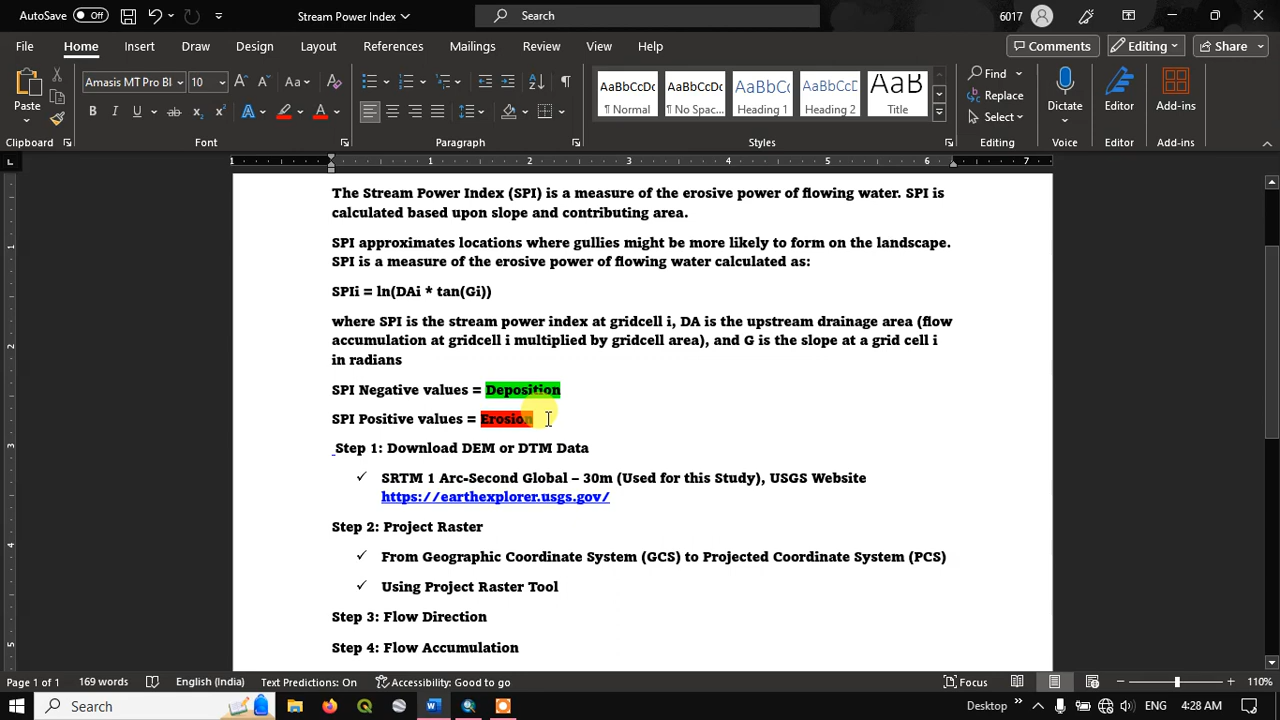 AutoSave Off Stream Power Index Search 6017
File Home Insert Draw Design Layout References Mailings Review View Help Comments Editing Share
Paste Amasis MT Pro Bl 10 Aa AaBbCcDc AaBbCcDc AaBbCc AaBbCcD AaB Find Replace Select Dictate Editor Add-ins
¶ Normal ¶ No Spac... Heading 1 Heading 2 Title
Clipboard Font Paragraph Styles Editing Voice Editor Add-ins
The Stream Power Index (SPI) is a measure of the erosive power of flowing water. SPI is
calculated based upon slope and contributing area.
SPI approximates locations where gullies might be more likely to form on the landscape.
SPI is a measure of the erosive power of flowing water calculated as:
SPIi = ln(DAi * tan(Gi))
where SPI is the stream power index at gridcell i, DA is the upstream drainage area (flow
accumulation at gridcell i multiplied by gridcell area), and G is the slope at a grid cell i
in radians
SPI Negative values = Deposition
SPI Positive values = Erosion
Step 1: Download DEM or DTM Data
✓ SRTM 1 Arc-Second Global – 30m (Used for this Study), USGS Website
https://earthexplorer.usgs.gov/
Step 2: Project Raster
✓ From Geographic Coordinate System (GCS) to Projected Coordinate System (PCS)
✓ Using Project Raster Tool
Step 3: Flow Direction
Step 4: Flow Accumulation
Page 1 of 1 169 words English (India) Text Predictions: On Accessibility: Good to go Focus 110%
Search Desktop 4:28 AM